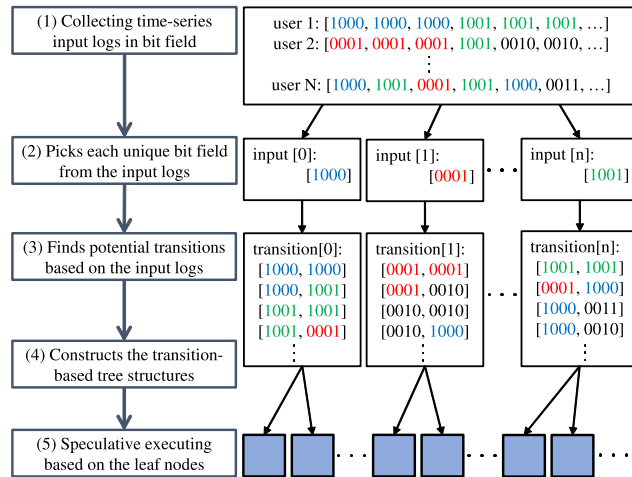 (1) Collecting time-series
input logs in bit field
user 1: [1000, 1000, 1000, 1001, 1001, 1001, …]
user 2: [0001, 0001, 0001, 1001, 0010, 0010, …]
user N: [1000, 1001, 0001, 1001, 1000, 0011, …]
(2) Picks each unique bit field
from the input logs
input [0]:
[1000]
input [1]:
[0001]
input [n]:
[1001]
(3) Finds potential transitions
based on the input logs
transition[0]:
[1000, 1000]
[1000, 1001]
[1001, 1001]
[1001, 0001]
transition[1]:
[0001, 0001]
[0001, 0010]
[0010, 0010]
[0010, 1000]
transition[n]:
[1001, 1001]
[0001, 1000]
[1000, 0011]
[1000, 0010]
(4) Constructs the transition-
based tree structures
(5) Speculative executing
based on the leaf nodes